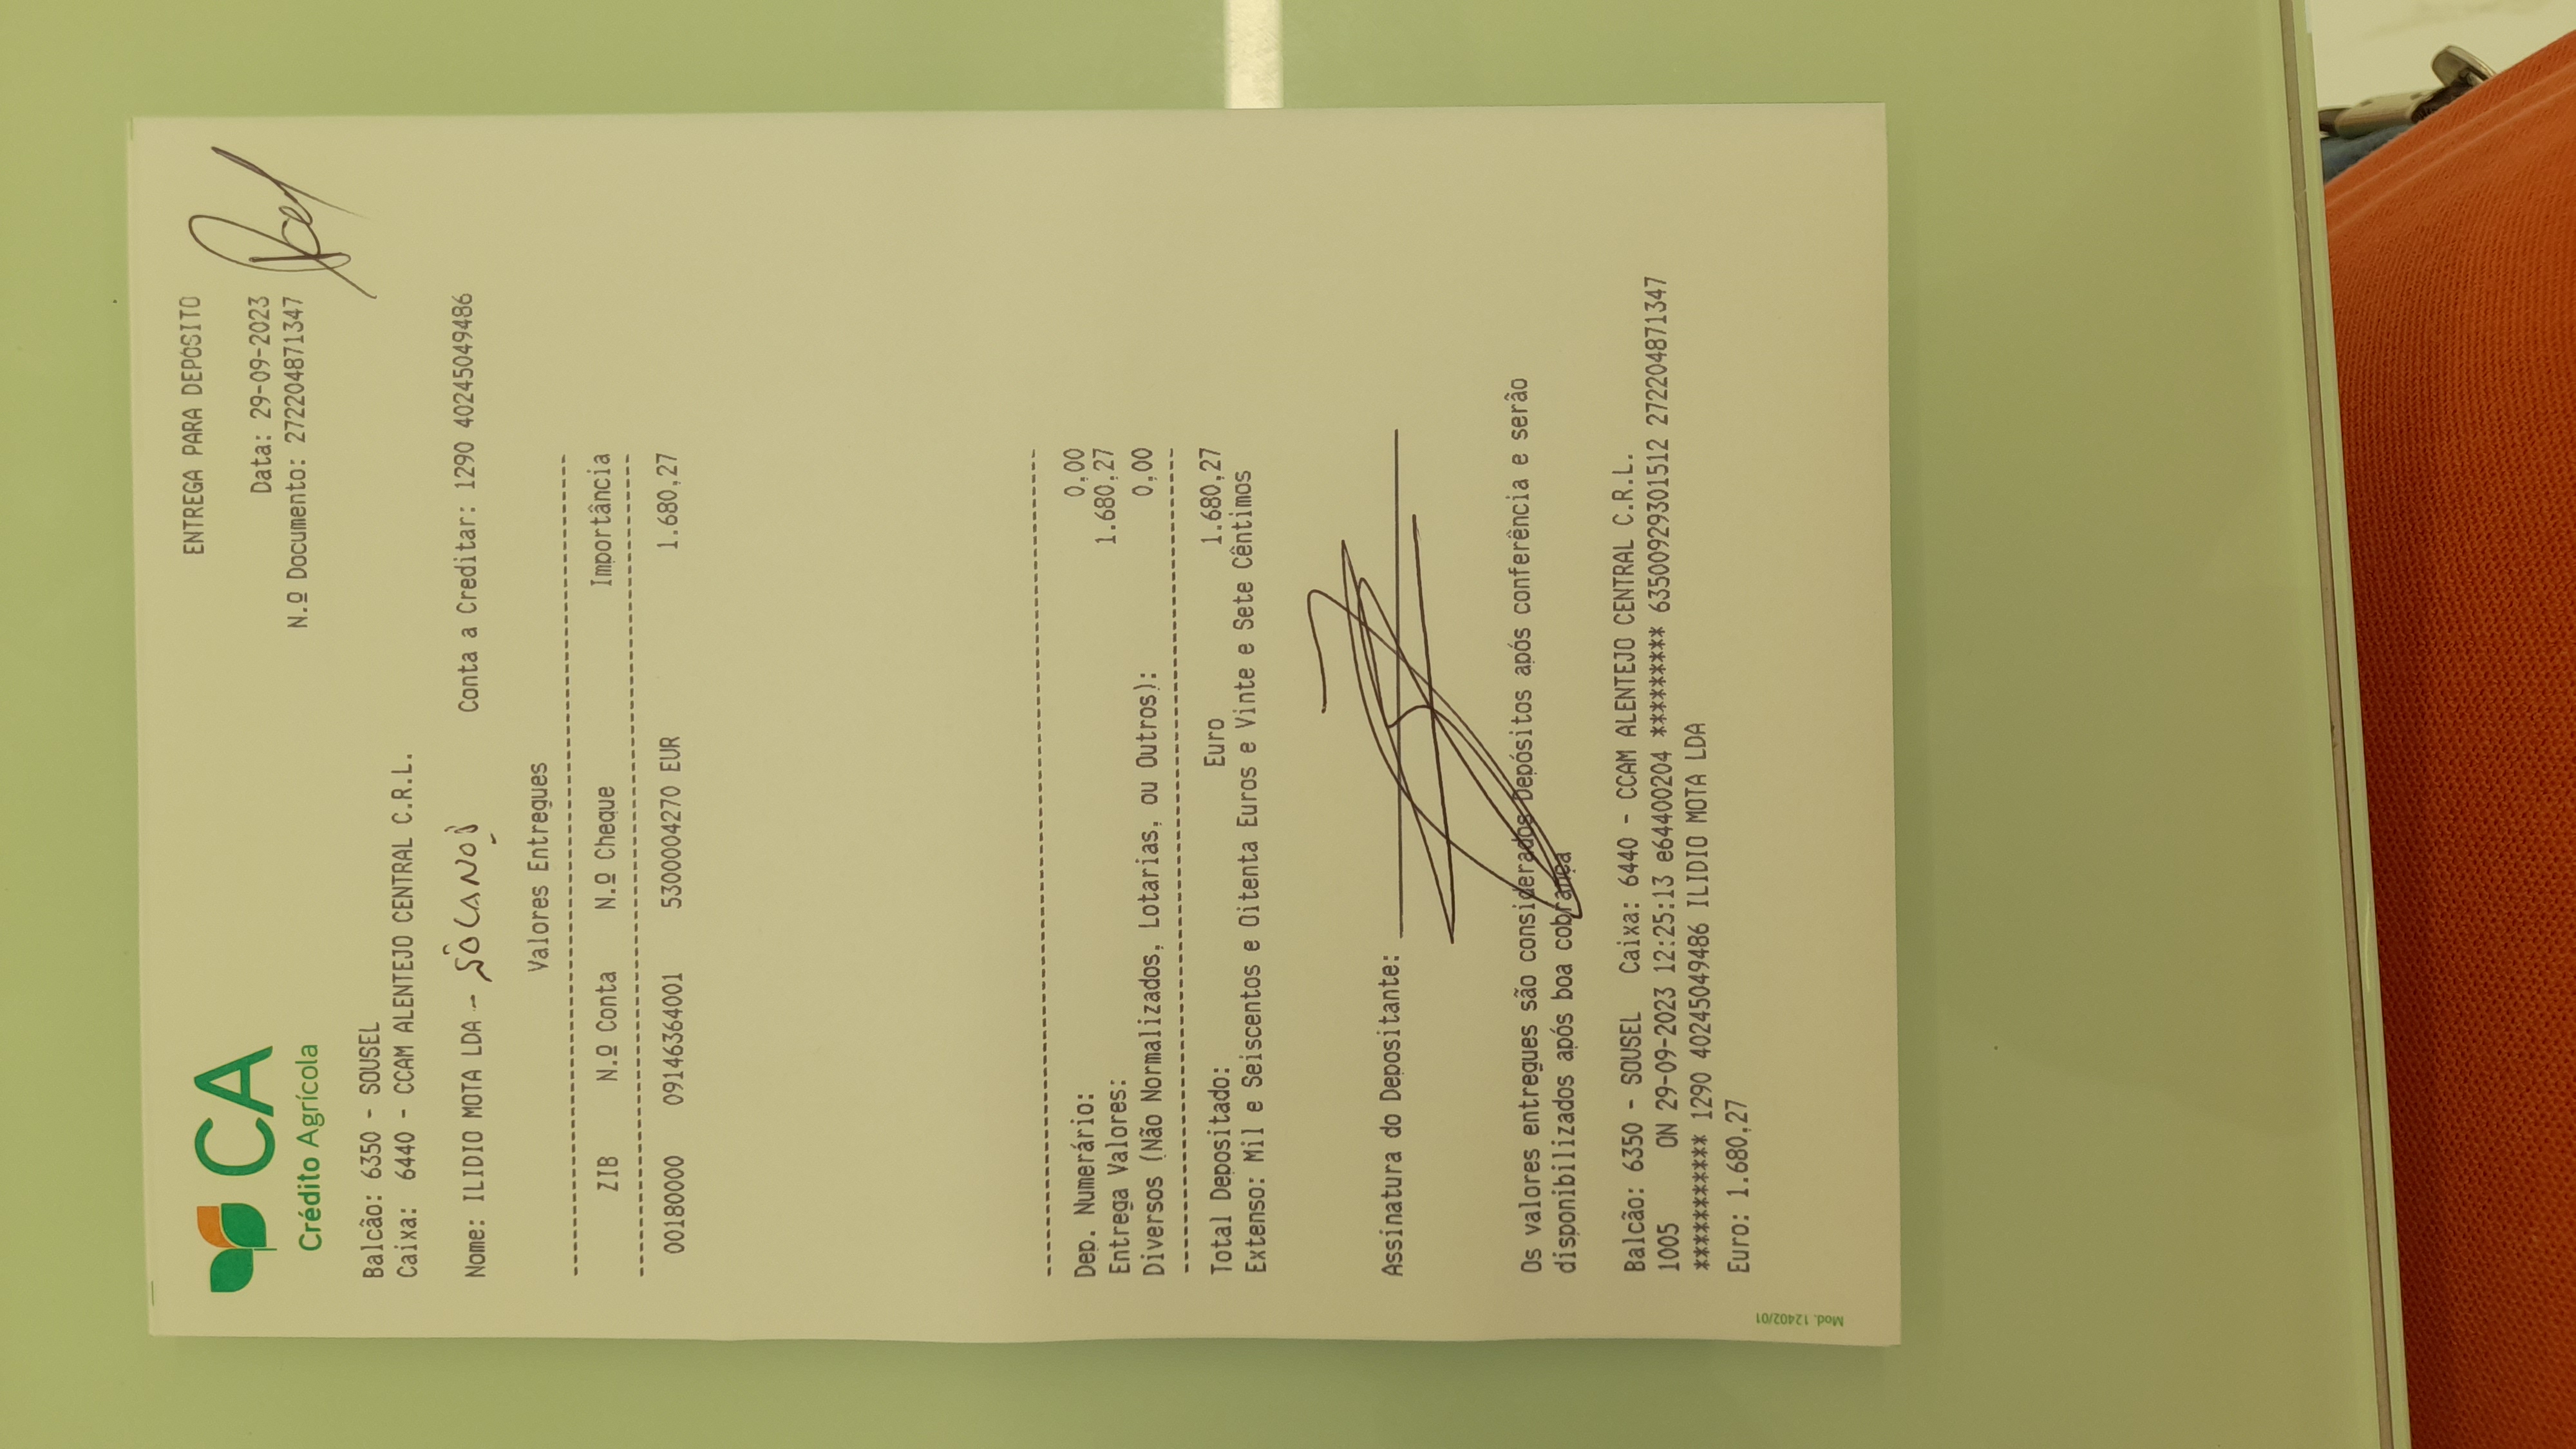 CA
Crédito Agrícola
ENTREGA PARA DEPÓSITO
Data: 29-09-2023
N.º Documento: 272204871347
Balcão: 6350 - SOUSEL
Caixa: 6440 - CCAM ALENTEJO CENTRAL C.R.L.
Nome: ILIDIO MOTA LDA - Conta a Creditar: 1290 40245049486
Valores Entregues
ZIB N.º Conta N.º Cheque Importância
00180000 09146364001 5300004270 EUR 1.680,27
Dep. Numerário: 0,00
Entrega Valores: 1.680,27
Diversos (Não Normalizados, Lotarias, ou Outros): 0,00
Total Depositado: Euro 1.680,27
Extenso: Mil e Seiscentos e Oitenta Euros e Vinte e Sete Cêntimos
Assinatura do Depositante:
Os valores entregues são considerados Depósitos após conferência e serão
disponibilizados após boa cobrança
Balcão: 6350 - SOUSEL Caixa: 6440 - CCAM ALENTEJO CENTRAL C.R.L.
1005 ON 29-09-2023 12:25:13 e64400204 ********* 63500929301512 272204871347
********** 1290 40245049486 ILIDIO MOTA LDA
Euro: 1.680,27
Mod. 12402/01